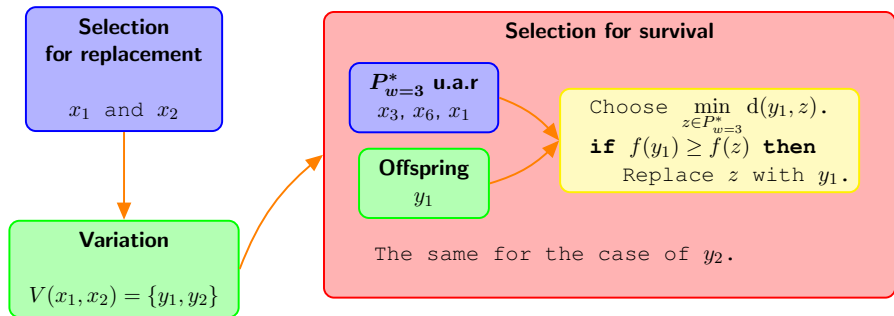 Selection
for replacement
x₁ and x₂
Variation
V(x₁, x₂) = {y₁, y₂}
Selection for survival
P*_{w=3} u.a.r
x₃, x₆, x₁
Offspring
y₁
Choose min_{z∈P*_{w=3}} d(y₁, z).
if f(y₁) ≥ f(z) then
Replace z with y₁.
The same for the case of y₂.